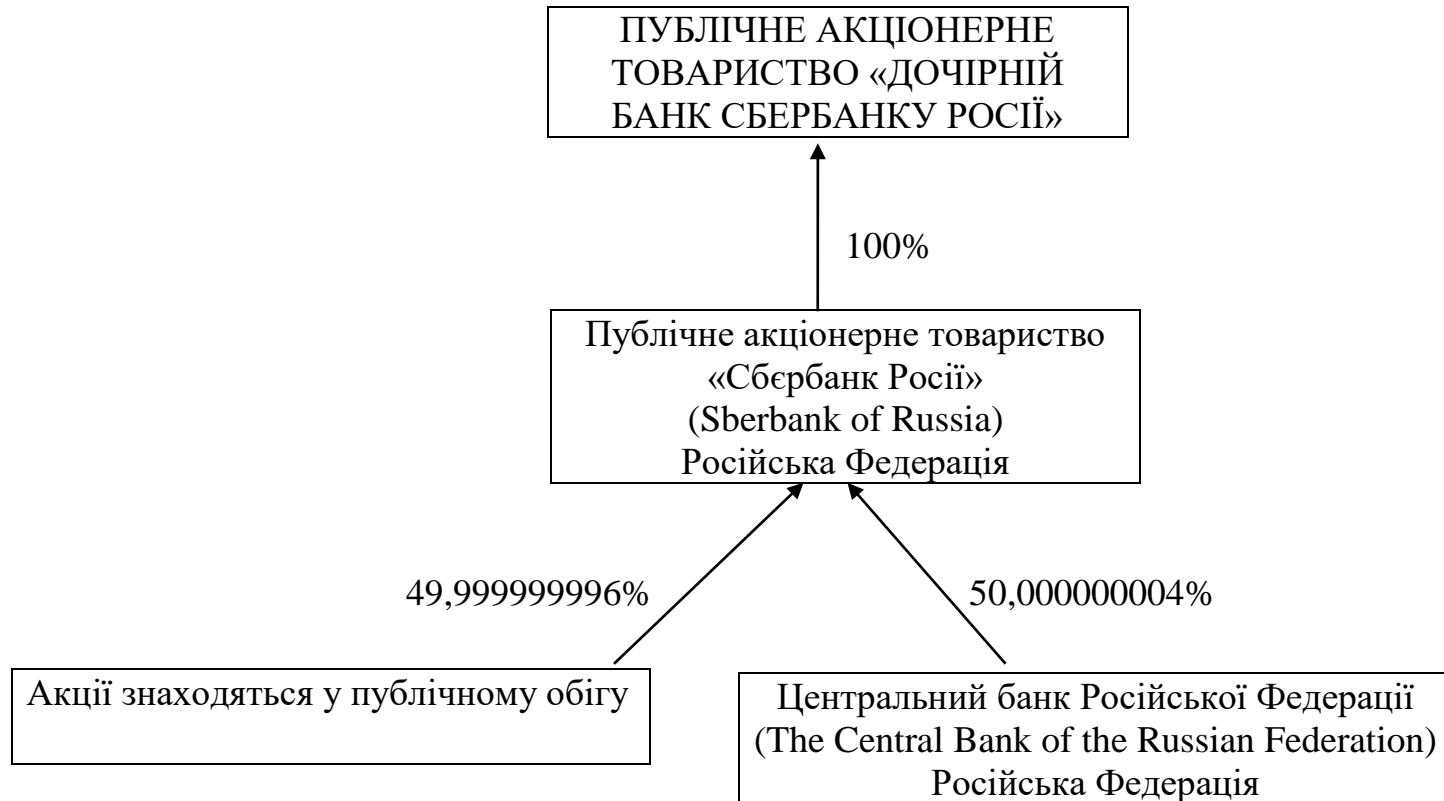 ПУБЛІЧНЕ АКЦІОНЕРНЕ
ТОВАРИСТВО «ДОЧІРНІЙ
БАНК СБЕРБАНКУ РОСІЇ»
100%
Публічне акціонерне товариство
«Сбєрбанк Росії»
(Sberbank of Russia)
Російська Федерація
49,999999996%
50,000000004%
Акції знаходяться у публічному обігу
Центральний банк Російської Федерації
(The Central Bank of the Russian Federation)
Російська Федерація